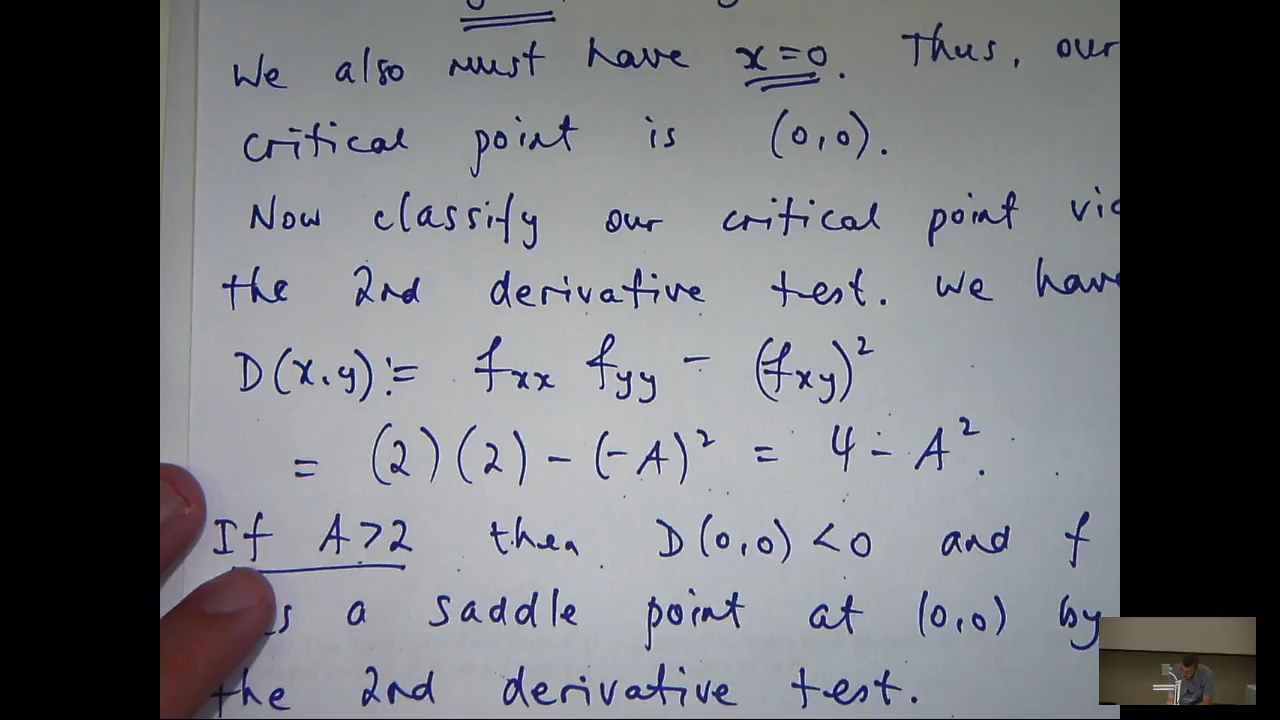 We also must have x=0. Thus, our
critical point is (0,0).
Now classify our critical point
the 2nd derivative test. We have
D(x,y):= fxx fyy - (fxy)²
= (2)(2) - (-A)² = 4 - A².
If A>2 then D(0,0) <0 and f
a saddle point at (0,0) by
the 2nd derivative test.